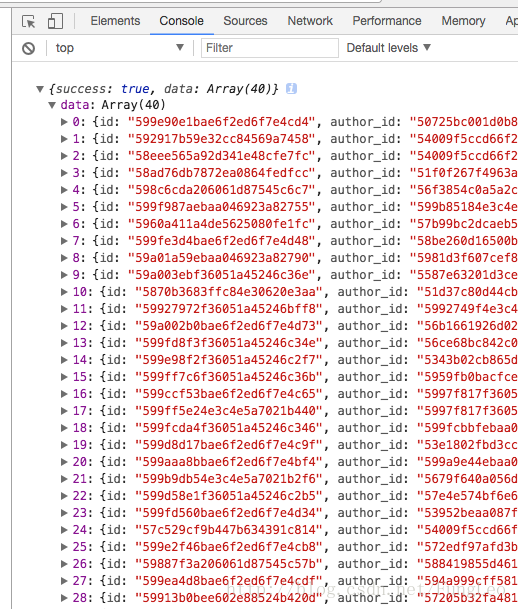 Elements Console Sources Network Performance Memory
top Filter Default levels
{success: true, data: Array(40)}
data: Array(40)
0: {id: "599e90e1bae6f2ed6f7e4cd4", author_id: "50725bc001d0b8
1: {id: "592917b59e32cc84569a7458", author_id: "54009f5ccd66f2
2: {id: "58eee565a92d341e48cfe7fc", author_id: "54009f5ccd66f2
3: {id: "58ad76db7872ea0864fedfcc", author_id: "51f0f267f4963a
4: {id: "598c6cda206061d87545c6c7", author_id: "56f3854c0a5a2c
5: {id: "599f987aebaa046923a82755", author_id: "599b85184e3c4e
6: {id: "5960a411a4de5625080fe1fc", author_id: "57b99bc2dcaeb5
7: {id: "599fe3d4bae6f2ed6f7e4d48", author_id: "58be260d16500b
8: {id: "59a01a59ebaa046923a82790", author_id: "5981d3f607cef8
9: {id: "59a003ebf36051a45246c36e", author_id: "5587e63201d3ce
10: {id: "5870b3683ffc84e30620e3aa", author_id: "51d37c80d44cb
11: {id: "59927972f36051a45246bff8", author_id: "5992749f4e3c4
12: {id: "59a002b0bae6f2ed6f7e4d73", author_id: "56b1661926d02
13: {id: "599fd8f3f36051a45246c34e", author_id: "56ce68bc842c0
14: {id: "599e98f2f36051a45246c2f7", author_id: "5343b02cb865d
15: {id: "599ff7c6f36051a45246c36b", author_id: "5959fb0bacfce
16: {id: "599ccf53bae6f2ed6f7e4c65", author_id: "5997f817f3605
17: {id: "599ff5e24e3c4e5a7021b440", author_id: "5997f817f3605
18: {id: "599fcda4f36051a45246c346", author_id: "599fcbbfebaa0
19: {id: "599d8d17bae6f2ed6f7e4c9f", author_id: "53e1802fbd3cc
20: {id: "599aaa8bbae6f2ed6f7e4bf4", author_id: "599a9e44ebaa0
21: {id: "599b9db54e3c4e5a7021b2f6", author_id: "5679f640a056d
22: {id: "599d58e1f36051a45246c2b5", author_id: "57e4e574bf6e6
23: {id: "599fd560bae6f2ed6f7e4d34", author_id: "53952beaa087f
24: {id: "57c529cf9b447b634391c814", author_id: "54009f5ccd66f
25: {id: "599e2f46bae6f2ed6f7e4cb8", author_id: "572edf97afd3b
26: {id: "59887f3a206061d87545c57b", author_id: "588419855d461
27: {id: "599ea4d8bae6f2ed6f7e4cdf", author_id: "594a999cff581
28: {id: "59913b0bee602e88524b420d", author_id: "57205b32fa481